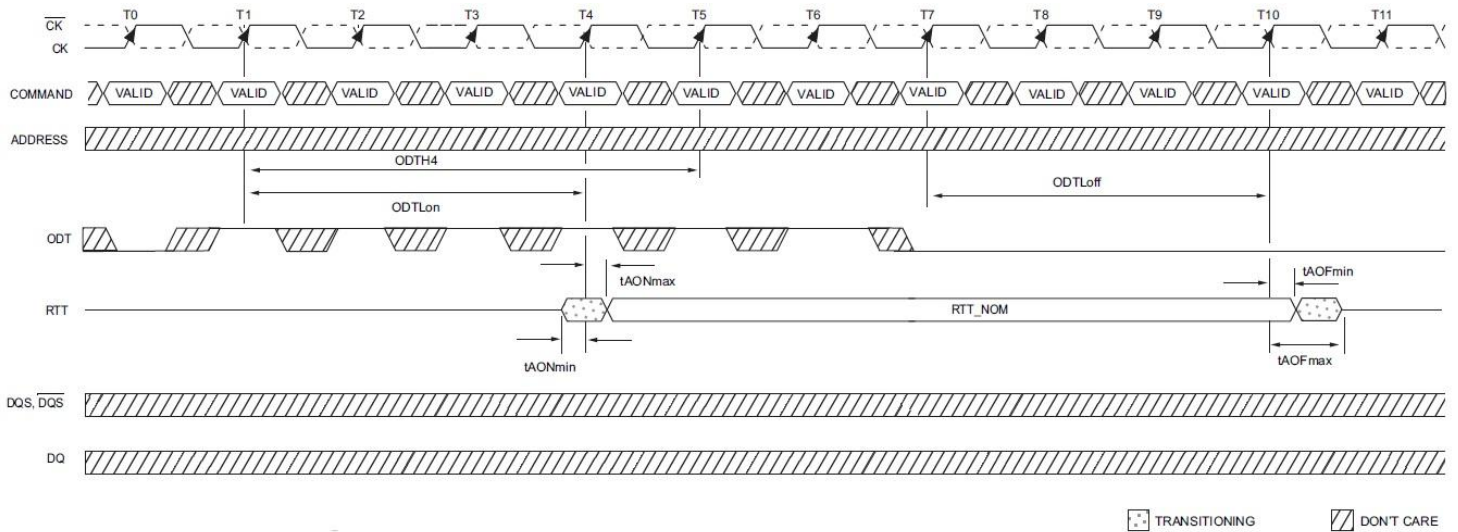 T0 T1 T2 T3 T4 T5 T6 T7 T8 T9 T10 T11
CK
CK
COMMAND VALID VALID VALID VALID VALID VALID VALID VALID VALID VALID VALID VALID
ADDRESS
ODTH4
ODTLoff
ODTLon
ODT
tAONmax
tAOFmin
RTT RTT_NOM
tAONmin
tAOFmax
DQS, DQS
DQ
TRANSITIONING DON'T CARE